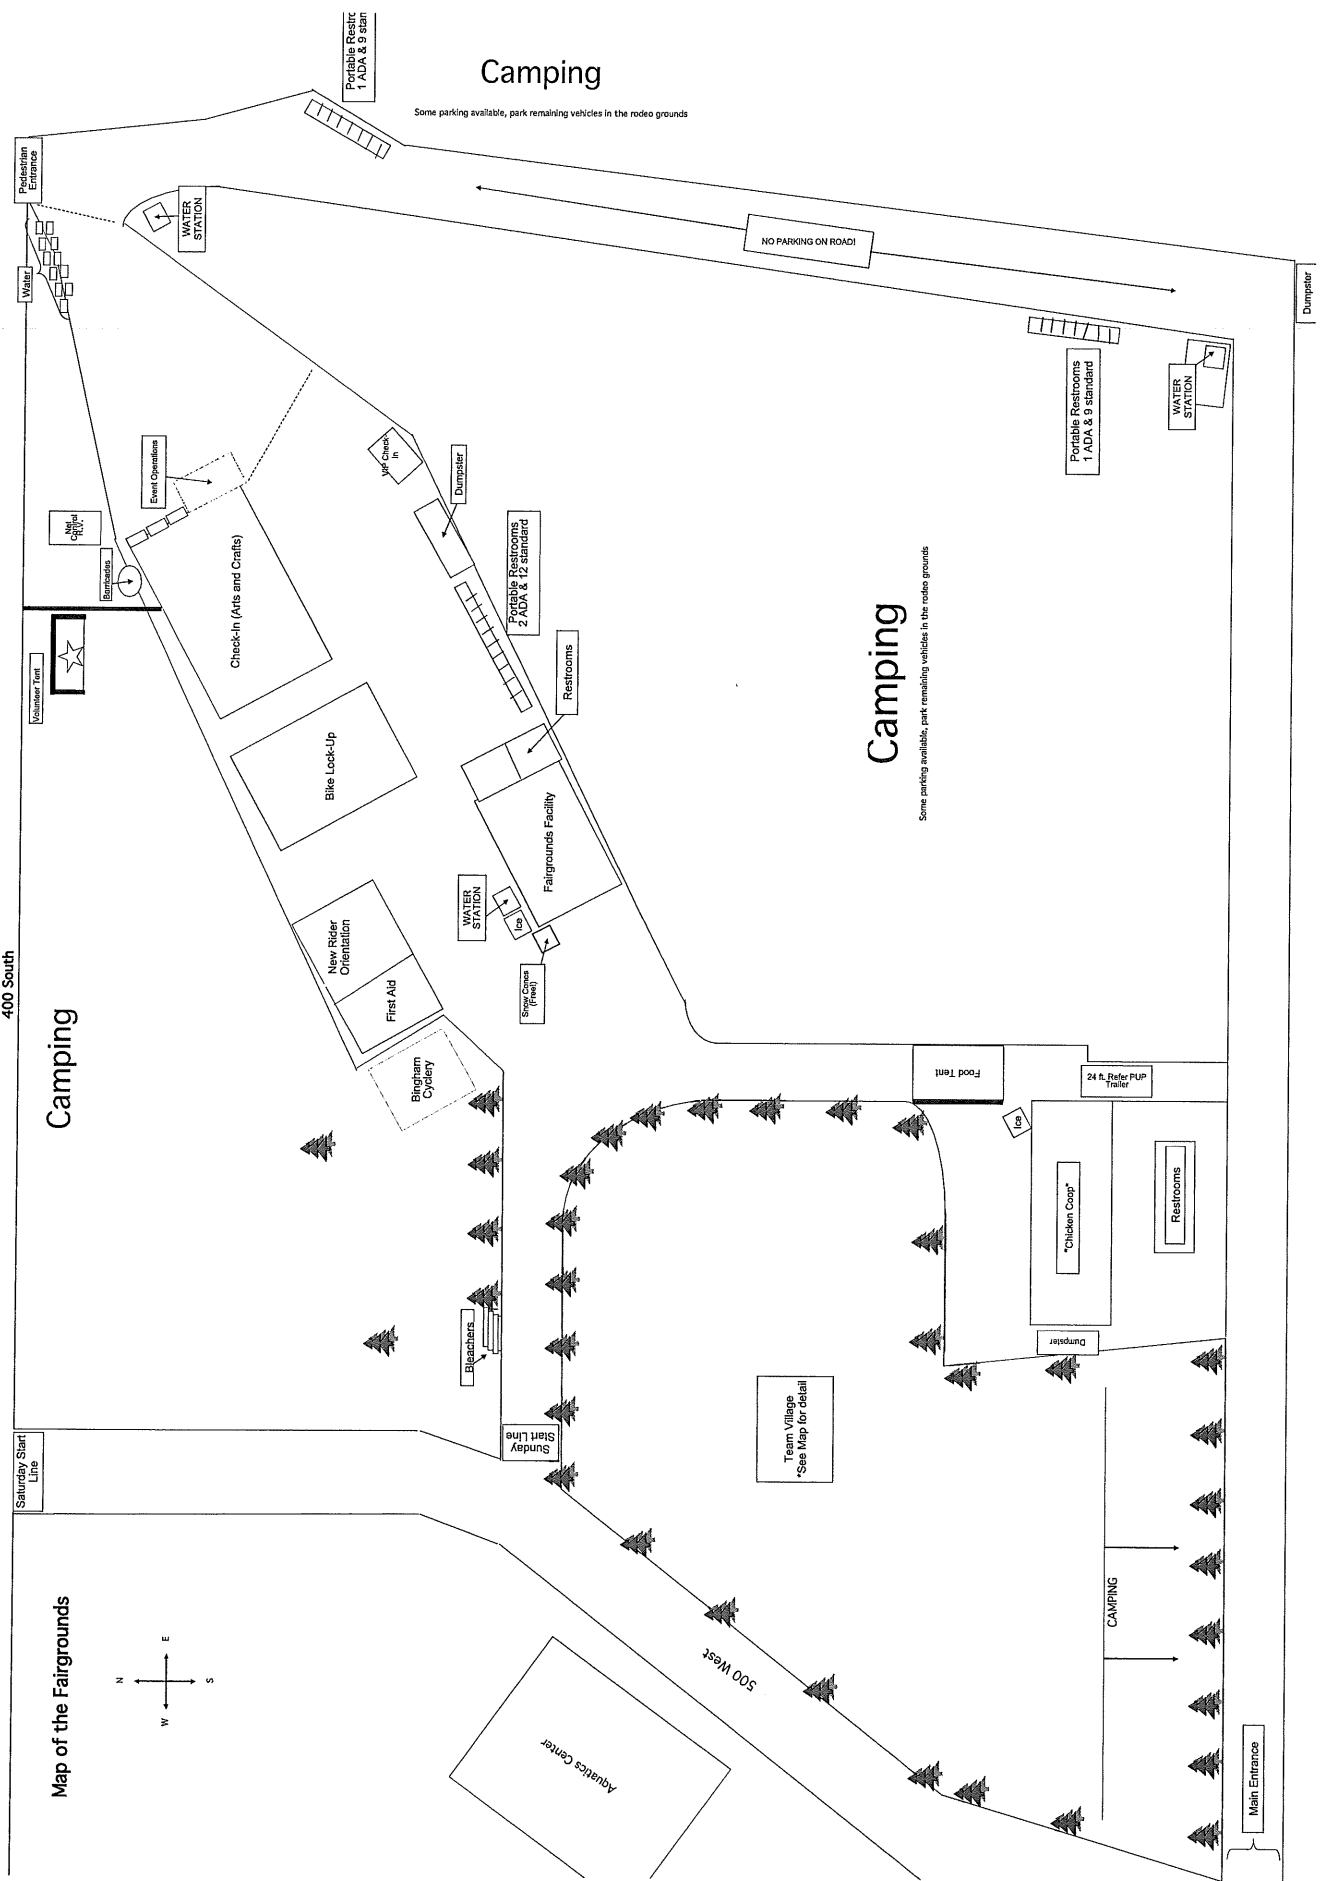 Map of the Fairgrounds
N
E
S
W
400 South
Saturday Start
Line
Camping
Volunteer Tent
Barricades
Net
Control
R.V.
Water
Pedestrian
Entrance
WATER
STATION
Event Operations
Check-In (Arts and Crafts)
Bike Lock-Up
New Rider
Orientation
First Aid
Bingham
Cyclery
Bleachers
Sunday
Start Line
500 West
Aquatics Center
Portable Restro
1 ADA & 9 stan
Camping
Some parking available, park remaining vehicles in the rodeo grounds
NO PARKING ON ROAD!
Dumpster
VIP Check-
In
Dumpster
Portable Restrooms
2 ADA & 12 standard
Restrooms
Fairgrounds Facility
WATER
STATION
Ice
Snow Cones
(Free!)
Portable Restrooms
1 ADA & 9 standard
WATER
STATION
Camping
Some parking available, park remaining vehicles in the rodeo grounds
Food Tent
24 ft. Refer PUP
Trailer
Ice
*Chicken Coop*
Restrooms
Dumpster
Team Village
*See Map for detail
CAMPING
Main Entrance